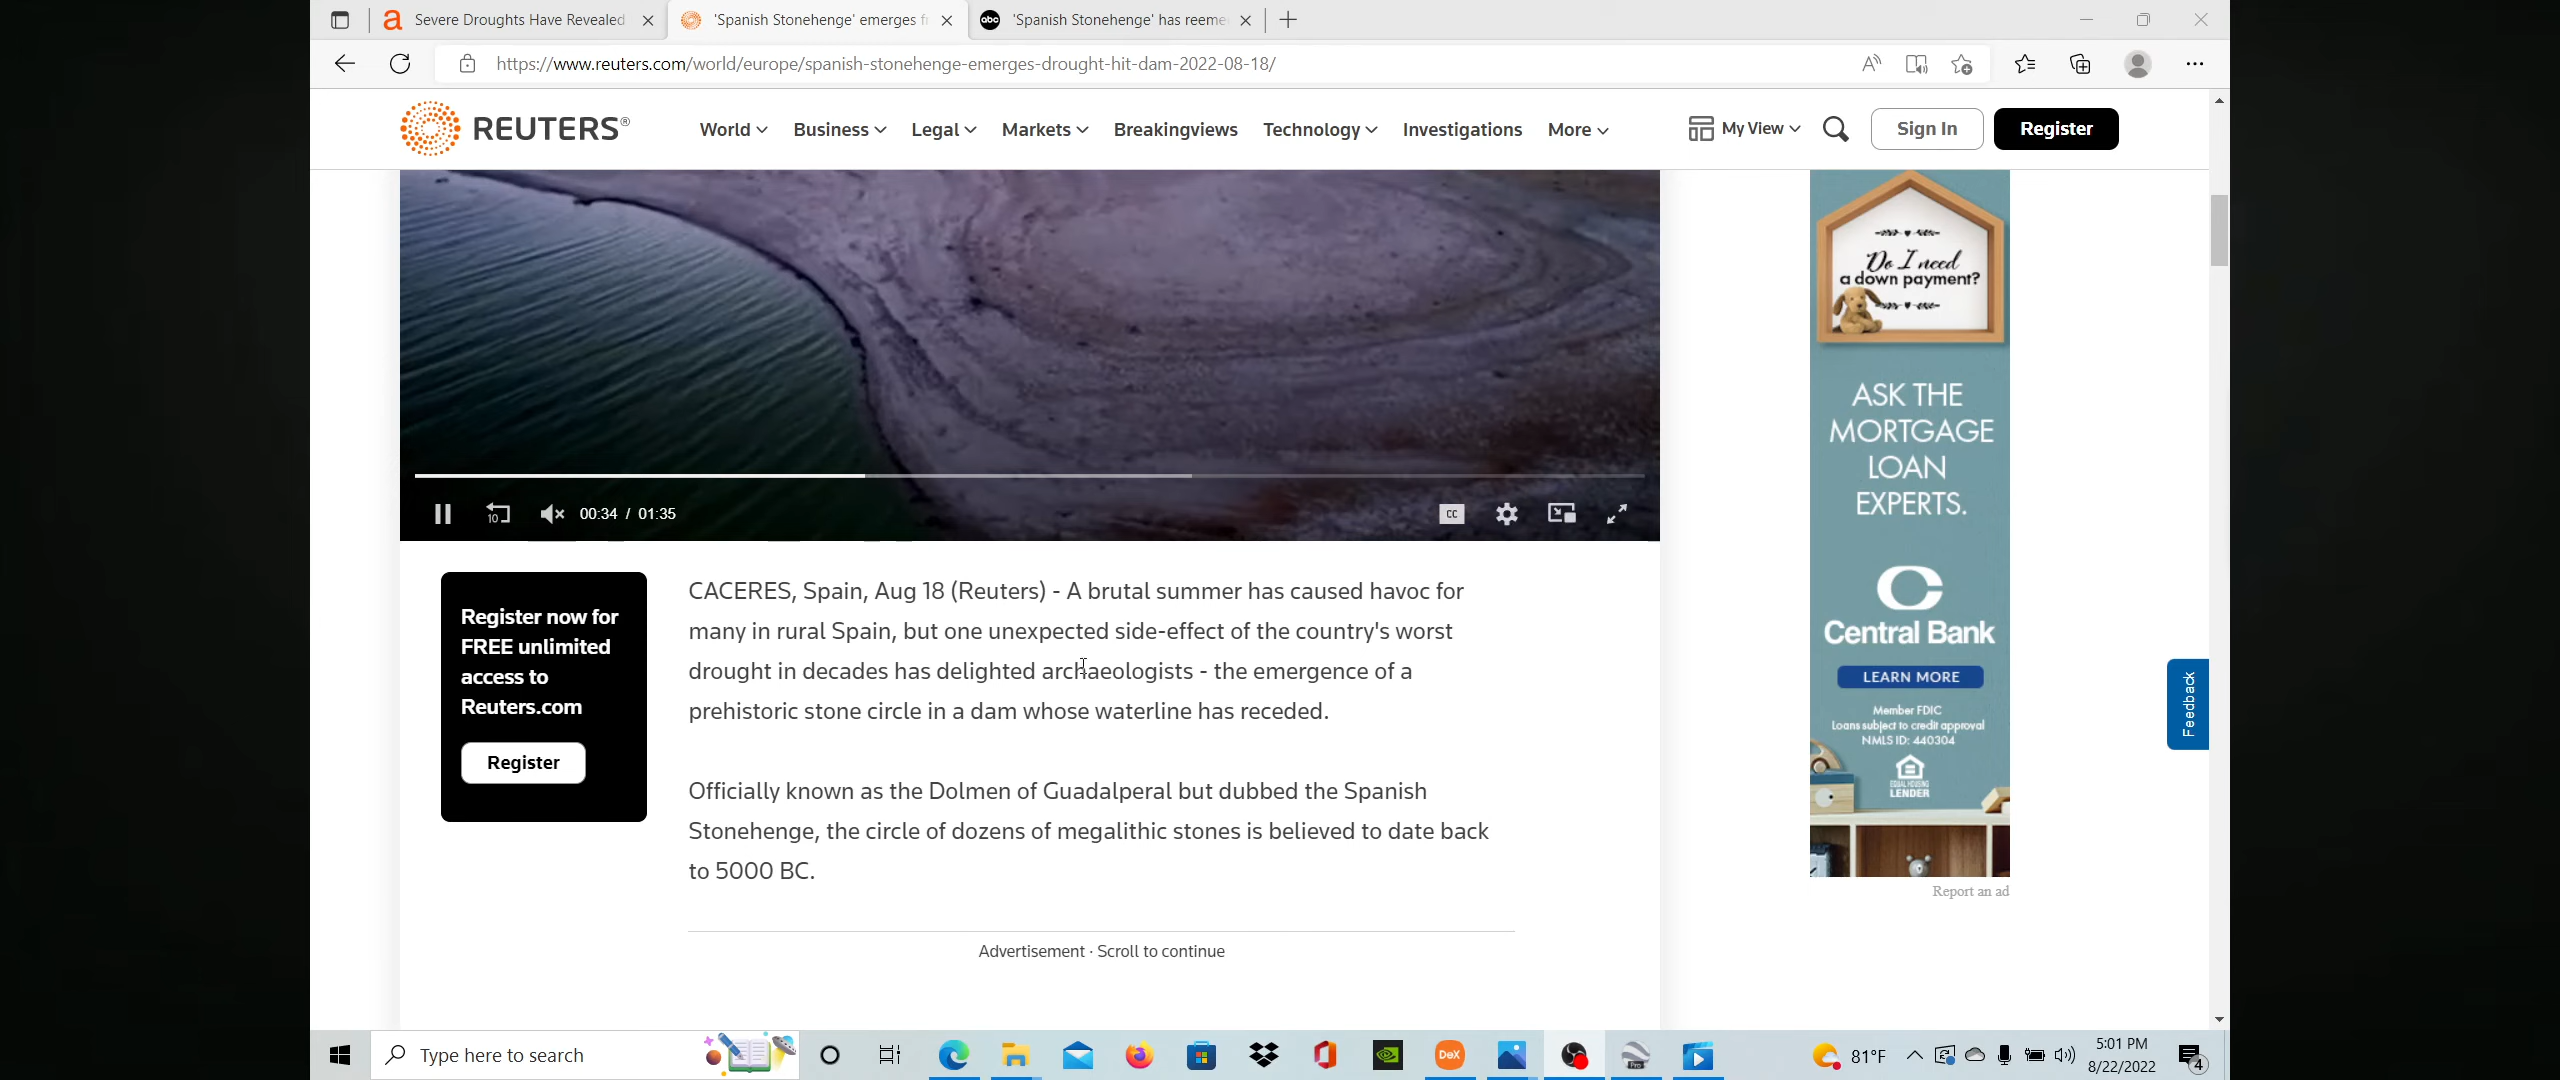 Severe Droughts Have Revealed
'Spanish Stonehenge' emerges f
abc
'Spanish Stonehenge' has reeme
https://www.reuters.com/world/europe/spanish-stonehenge-emerges-drought-hit-dam-2022-08-18/
REUTERS®
World
Business
Legal
Markets
Breakingviews
Technology
Investigations
More
My View
Sign In
Register
Do I need
a down payment?
ASK THE
MORTGAGE
LOAN
EXPERTS.
Central Bank
LEARN MORE
Member FDIC
Loans subject to credit approval
NMLS ID: 440304
EQUAL HOUSING
LENDER
Report an ad
Feedback
10
00:34 / 01:35
CC
Register now for
FREE unlimited
access to
Reuters.com
Register
CACERES, Spain, Aug 18 (Reuters) - A brutal summer has caused havoc for
many in rural Spain, but one unexpected side-effect of the country's worst
drought in decades has delighted archaeologists - the emergence of a
prehistoric stone circle in a dam whose waterline has receded.
Officially known as the Dolmen of Guadalperal but dubbed the Spanish
Stonehenge, the circle of dozens of megalithic stones is believed to date back
to 5000 BC.
Advertisement · Scroll to continue
Type here to search
DeX
Pro
81°F
5:01 PM
8/22/2022
4